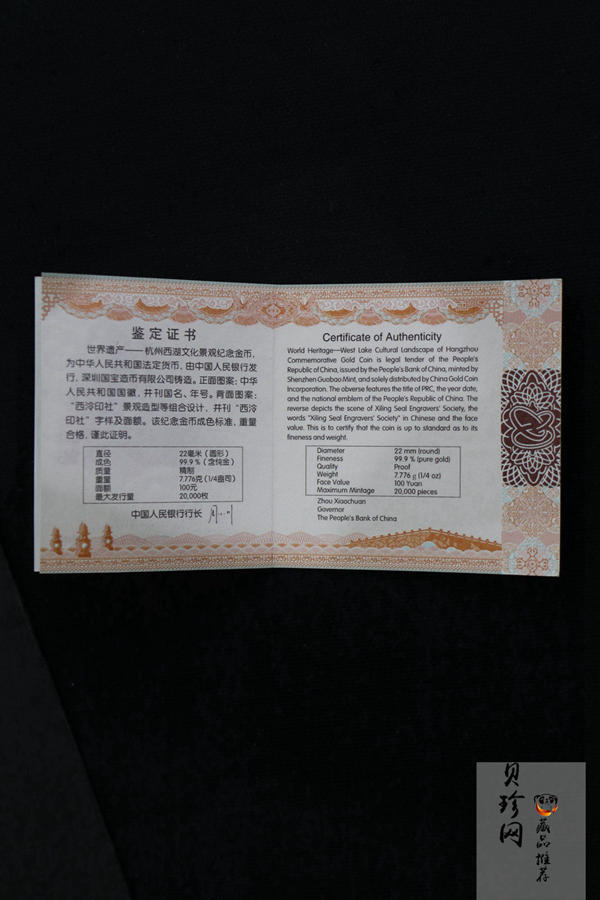 鉴定证书
世界遗产——杭州西湖文化景观纪念金币,
为中华人民共和国法定货币，由中国人民银行发
行，深圳国宝造币有限公司铸造。正面图案：中华
人民共和国国徽，并刊国名、年号。背面图案：
“西泠印社”景观造型等组合设计，并刊“西泠
印社”字样及面额。该纪念金币成色标准，重量
合格，谨此证明。
直径 22毫米（圆形）
成色 99.9％（含纯金）
质量 精制
重量 7.776克(1/4盎司)
面额 100元
最大发行量 20,000枚
中国人民银行行长
Certificate of Authenticity
World Heritage—West Lake Cultural Landscape of Hangzhou
Commemorative Gold Coin is legal tender of the People's
Republic of China, issued by the People's Bank of China, minted by
Shenzhen Guobao Mint, and solely distributed by China Gold Coin
Incorporation. The obverse features the title of PRC, the year date,
and the national emblem of the People's Republic of China. The
reverse depicts the scene of Xiling Seal Engravers' Society, the
words "Xiling Seal Engravers' Society" in Chinese and the face
value. This is to certify that the coin is up to standard as to its
fineness and weight.
Diameter 22 mm (round)
Fineness 99.9 % (pure gold)
Quality Proof
Weight 7.776 g (1/4 oz)
Face Value 100 Yuan
Maximum Mintage 20,000 pieces
Zhou Xiaochuan
Governor
The People's Bank of China
贝珍网
藏品推荐